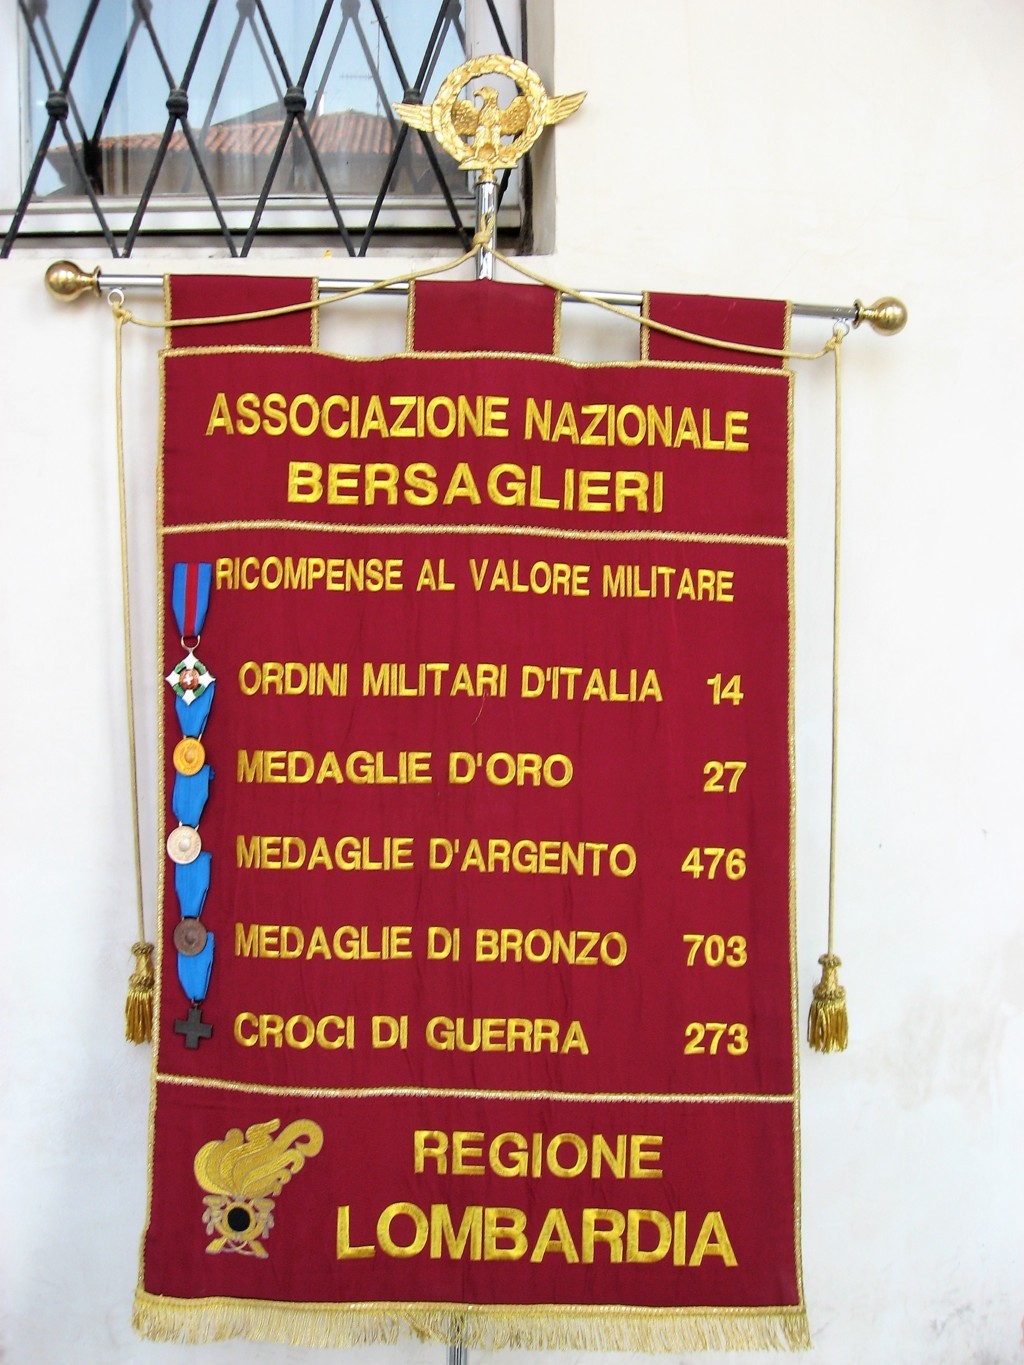 ASSOCIAZIONE NAZIONALE
BERSAGLIERI
RICOMPENSE AL VALORE MILITARE
ORDINI MILITARI D'ITALIA 14
MEDAGLIE D'ORO 27
MEDAGLIE D'ARGENTO 476
MEDAGLIE DI BRONZO 703
CROCI DI GUERRA 273
REGIONE
LOMBARDIA